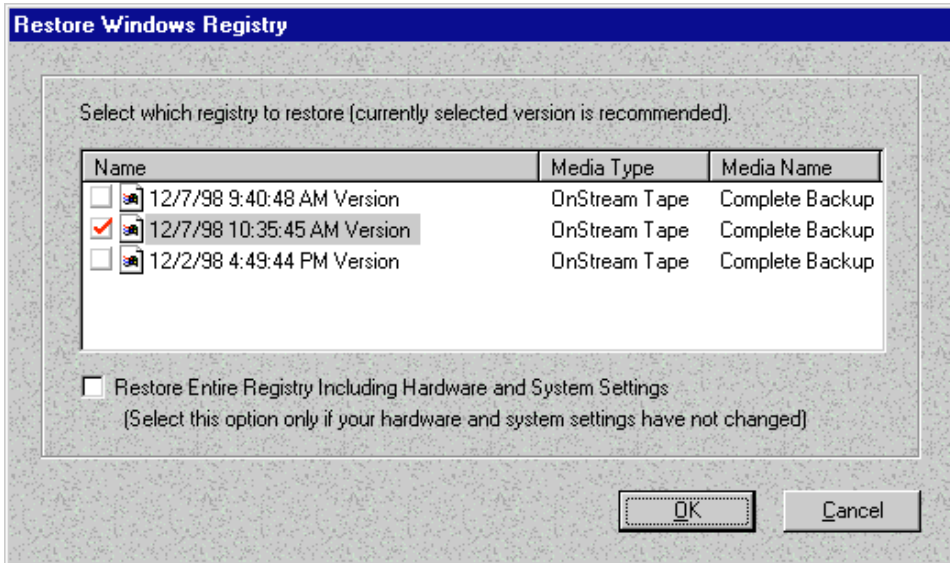 Restore Windows Registry
Select which registry to restore (currently selected version is recommended).
Name Media Type Media Name
12/7/98 9:40:48 AM Version OnStream Tape Complete Backup
12/7/98 10:35:45 AM Version OnStream Tape Complete Backup
12/2/98 4:49:44 PM Version OnStream Tape Complete Backup
Restore Entire Registry Including Hardware and System Settings
(Select this option only if your hardware and system settings have not changed)
OK Cancel